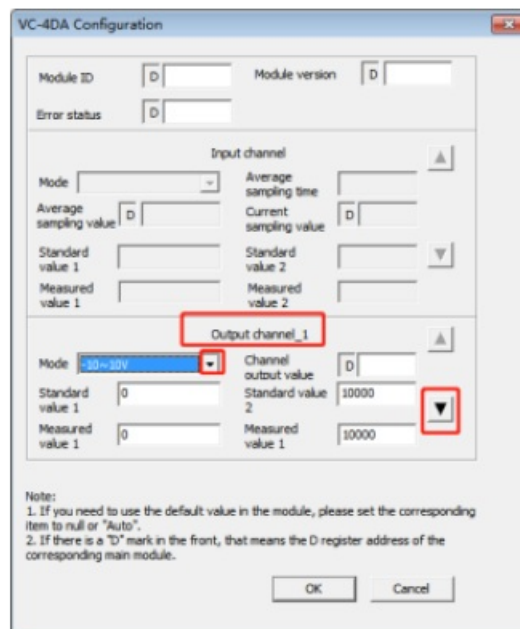 VC-4DA Configuration
Module ID D Module version D
Error status D
Input channel
Mode Average sampling time
Average sampling value D Current sampling value D
Standard value 1 Standard value 2
Measured value 1 Measured value 2
Output channel_1
Mode -10~10V Channel output value D
Standard value 1 0 Standard value 2 10000
Measured value 1 0 Measured value 1 10000
Note:
1. If you need to use the default value in the module, please set the corresponding
item to null or "Auto".
2. If there is a "D" mark in the front, that means the D register address of the
corresponding main module.
OK Cancel